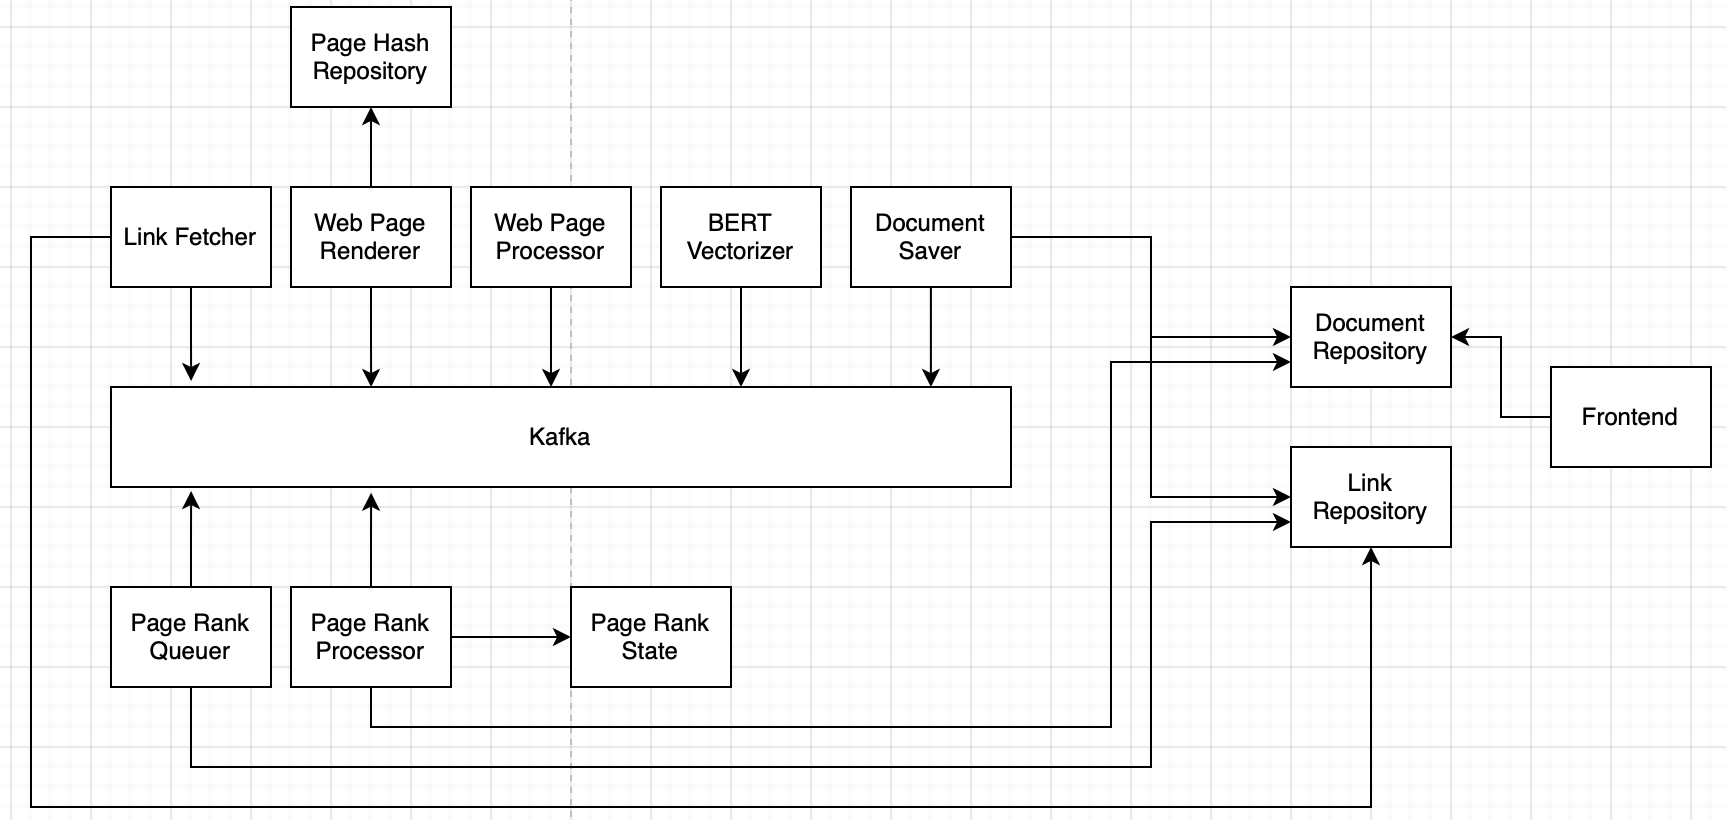 Page Hash
Repository
Link Fetcher
Web Page
Renderer
Web Page
Processor
BERT
Vectorizer
Document
Saver
Document
Repository
Frontend
Kafka
Link
Repository
Page Rank
Queuer
Page Rank
Processor
Page Rank
State